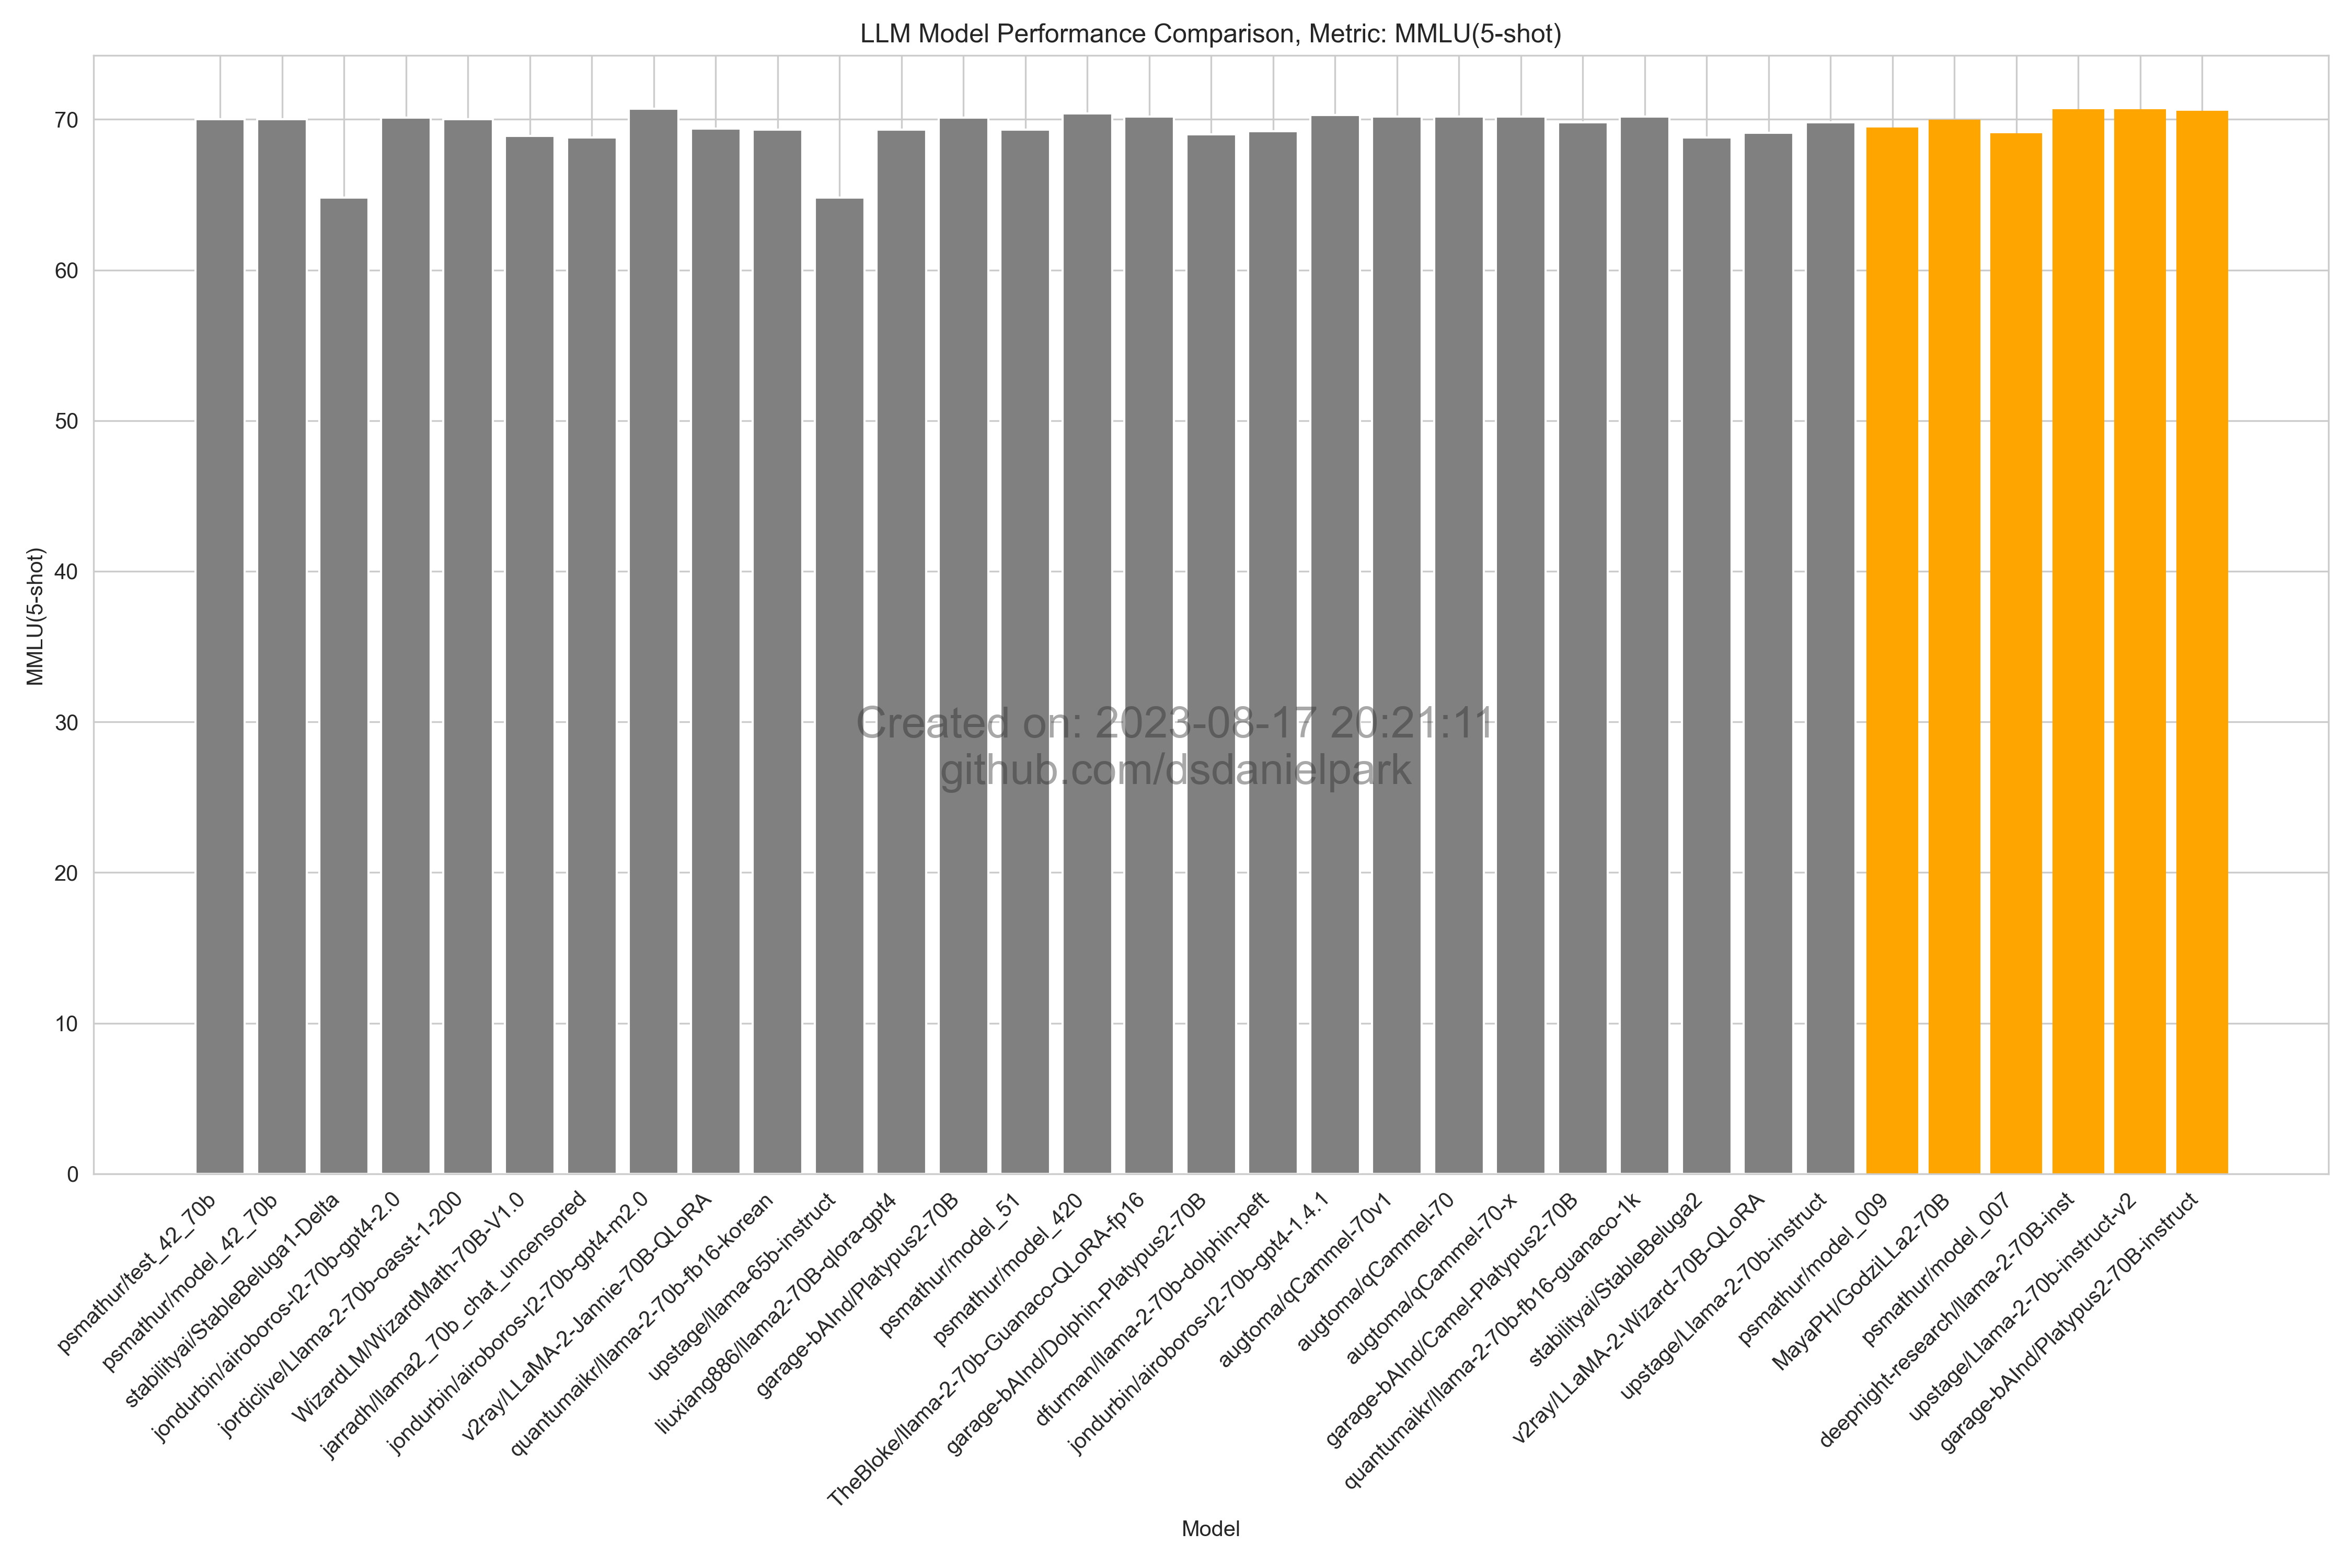 LLM Model Performance Comparison, Metric: MMLU(5-shot)
MMLU(5-shot)
70
60
50
40
30
20
10
0
Created on: 2023-08-17 20:21:11
github.com/dsdanielpark
psmathur/test_42_70b
psmathur/model_42_70b
stabilityai/StableBeluga1-Delta
jondurbin/airoboros-l2-70b-gpt4-2.0
jordiclive/Llama-2-70b-oasst-1-200
WizardLM/WizardMath-70B-V1.0
jarradh/llama2_70b_chat_uncensored
jondurbin/airoboros-l2-70b-gpt4-m2.0
v2ray/LLaMA-2-Jannie-70B-QLoRA
quantumaikr/llama-2-70b-fb16-korean
upstage/llama-65b-instruct
liuxiang886/llama2-70B-qlora-gpt4
garage-bAInd/Platypus2-70B
psmathur/model_51
psmathur/model_420
TheBloke/llama-2-70b-Guanaco-QLoRA-fp16
garage-bAInd/Dolphin-Platypus2-70B
dfurman/llama-2-70b-dolphin-peft
jondurbin/airoboros-l2-70b-gpt4-1.4.1
augtoma/qCammel-70v1
augtoma/qCammel-70
augtoma/qCammel-70-x
garage-bAInd/Camel-Platypus2-70B
quantumaikr/llama-2-70b-fb16-guanaco-1k
stabilityai/StableBeluga2
v2ray/LLaMA-2-Wizard-70B-QLoRA
upstage/Llama-2-70b-instruct
psmathur/model_009
MayaPH/GodziLLa2-70B
psmathur/model_007
deepnight-research/llama-2-70B-inst
upstage/Llama-2-70b-instruct-v2
garage-bAInd/Platypus2-70B-instruct
Model